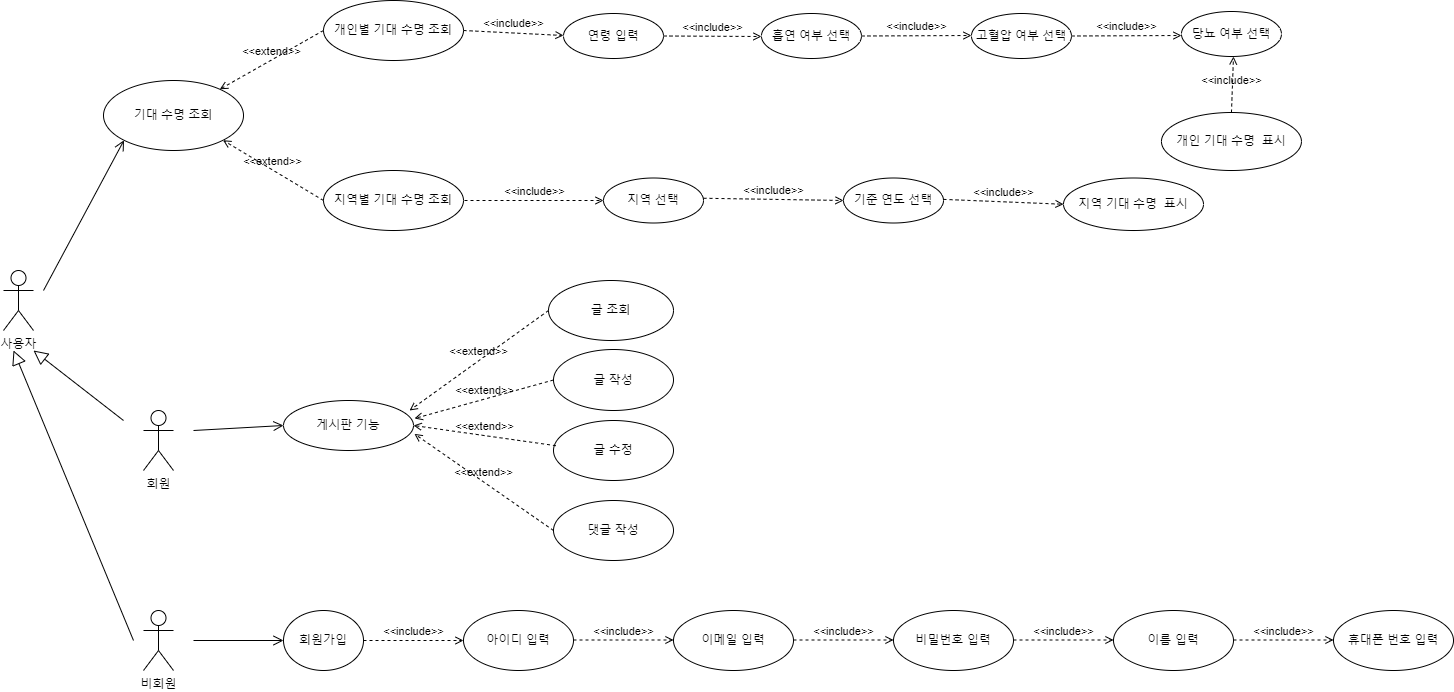 개인별 기대 수명 조회
<<include>>
연령 입력
<<include>>
흡연 여부 선택
<<include>>
고혈압 여부 선택
<<include>>
당뇨 여부 선택
<<extend>>
<<include>>
기대 수명 조회
개인 기대 수명 표시
<<extend>>
지역별 기대 수명 조회
<<include>>
지역 선택
<<include>>
기준 연도 선택
<<include>>
지역 기대 수명 표시
사용자
글 조회
<<extend>>
글 작성
<<extend>>
게시판 기능
<<extend>>
글 수정
<<extend>>
회원
댓글 작성
회원가입
<<include>>
아이디 입력
<<include>>
이메일 입력
<<include>>
비밀번호 입력
<<include>>
이름 입력
<<include>>
휴대폰 번호 입력
비회원